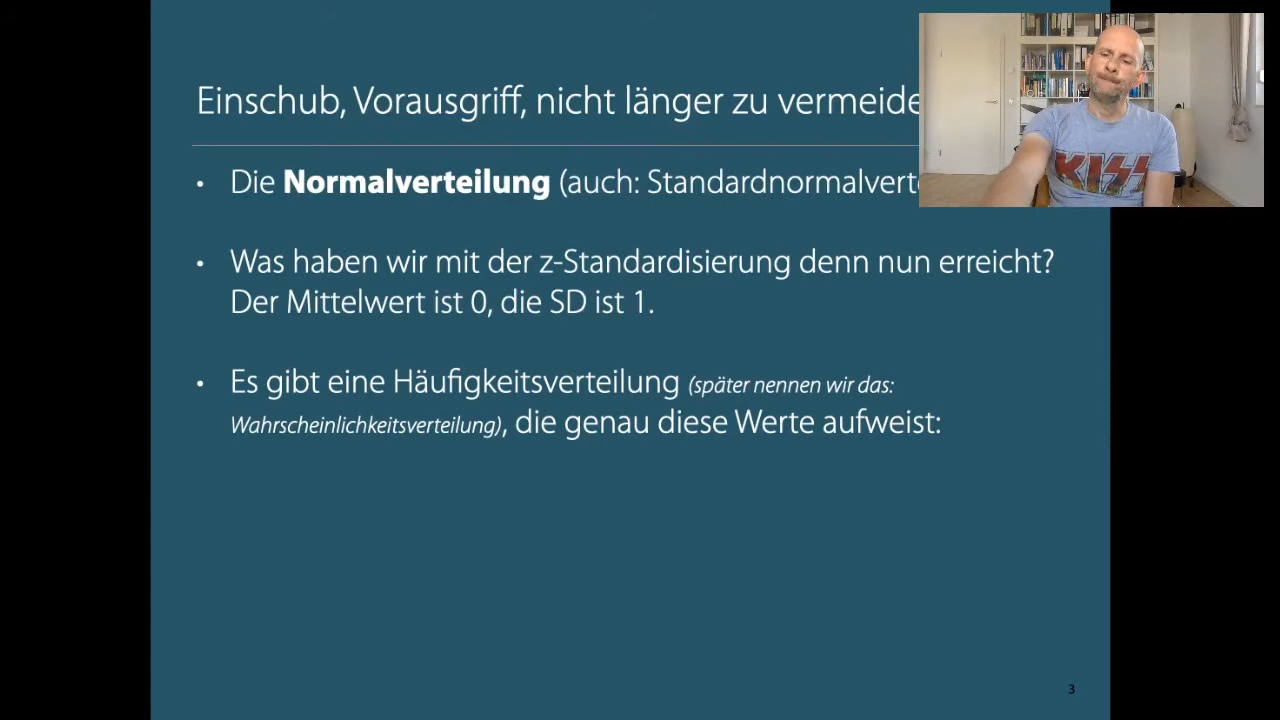 Einschub, Vorausgriff, nicht länger zu
• Die Normalverteilung (auch:
KISS
• Was haben wir mit der z-Standardisierung denn nun erreicht?
Der Mittelwert ist 0, die SD ist 1.
• Es gibt eine Häufigkeitsverteilung (später nennen wir das:
Wahrscheinlichkeitsverteilung), die genau diese Werte aufweist:
3